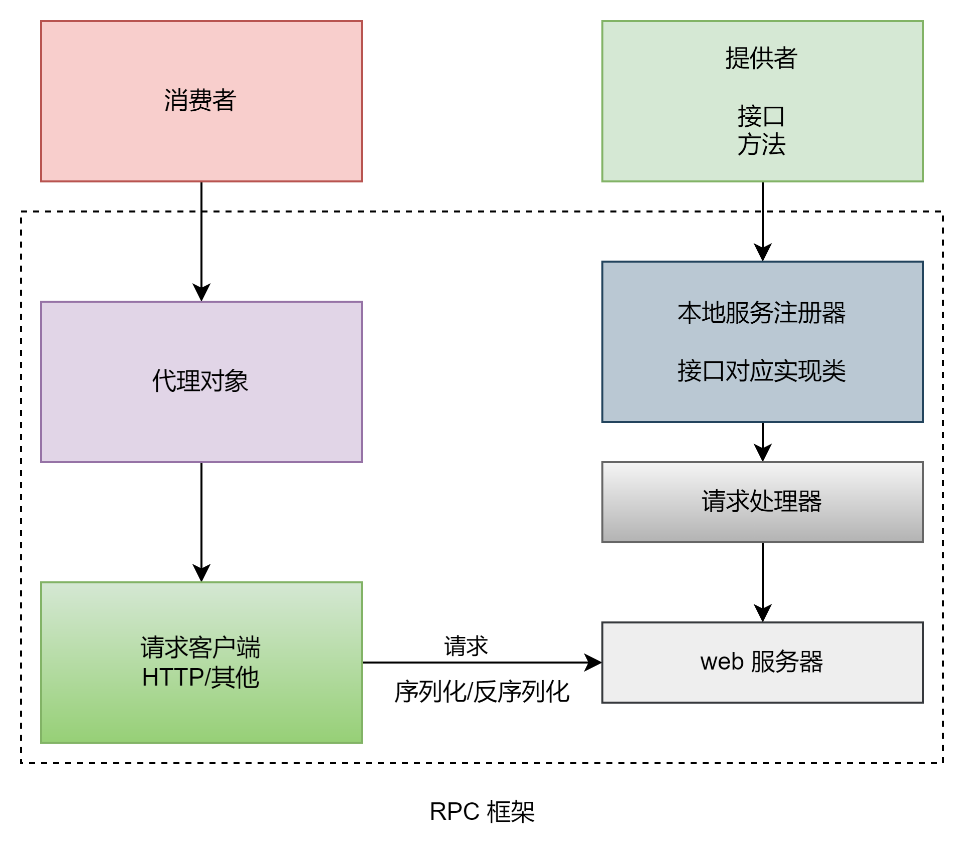 消费者
提供者
接口
方法
代理对象
本地服务注册器
接口对应实现类
请求处理器
请求客户端
HTTP/其他
请求
序列化/反序列化
web 服务器
RPC 框架